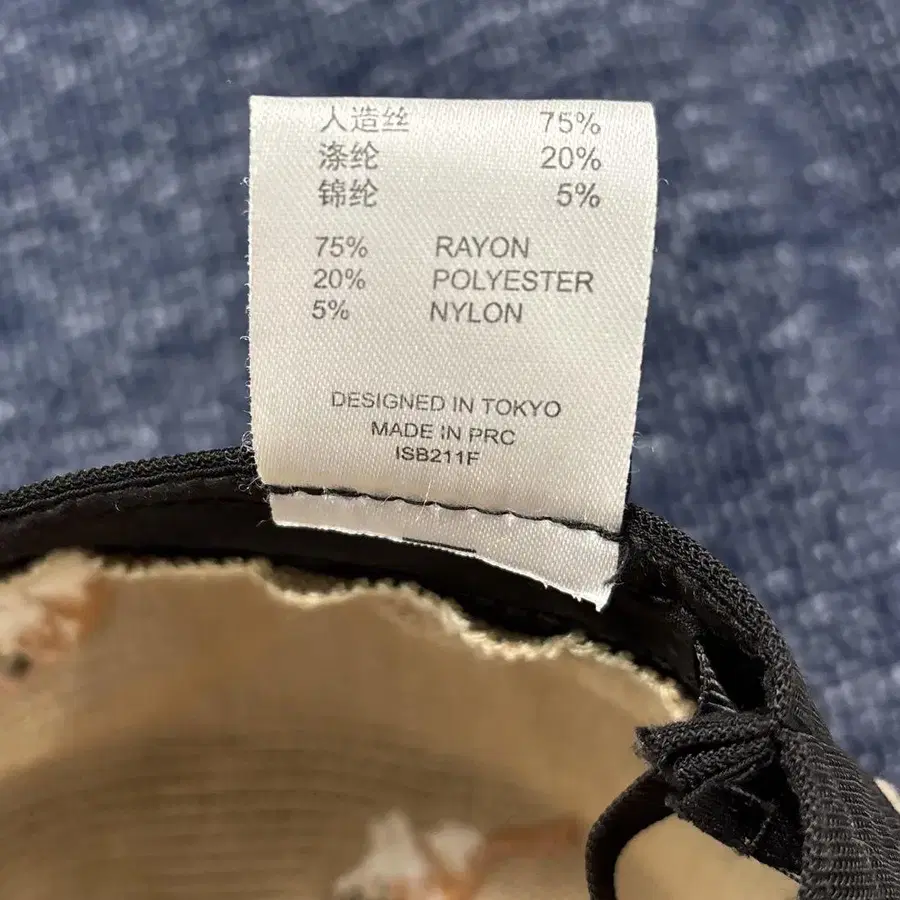 人造丝 75%
涤纶 20%
锦纶 5%
75% RAYON
20% POLYESTER
5% NYLON
DESIGNED IN TOKYO
MADE IN PRC
ISB211F